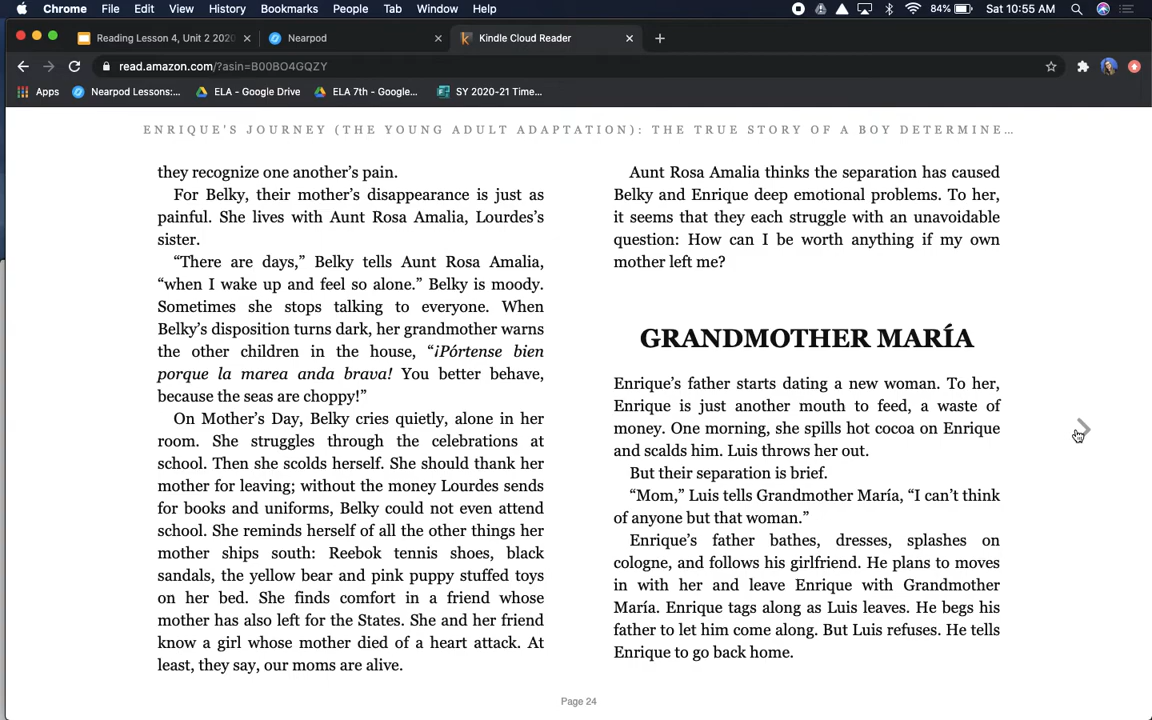 Chrome File Edit View History Bookmarks People Tab Window Help 84% Sat 10:55 AM
Reading Lesson 4, Unit 2 2020 Nearpod Kindle Cloud Reader
read.amazon.com/?asin=B00BO4GQZY
Apps Nearpod Lessons:... ELA - Google Drive ELA 7th - Google... SY 2020-21 Time...
ENRIQUE'S JOURNEY (THE YOUNG ADULT ADAPTATION): THE TRUE STORY OF A BOY DETERMINE...
they recognize one another's pain.
For Belky, their mother's disappearance is just as
painful. She lives with Aunt Rosa Amalia, Lourdes's
sister.
“There are days,” Belky tells Aunt Rosa Amalia,
“when I wake up and feel so alone.” Belky is moody.
Sometimes she stops talking to everyone. When
Belky's disposition turns dark, her grandmother warns
the other children in the house, “¡Pórtense bien
porque la marea anda brava! You better behave,
because the seas are choppy!”
On Mother's Day, Belky cries quietly, alone in her
room. She struggles through the celebrations at
school. Then she scolds herself. She should thank her
mother for leaving; without the money Lourdes sends
for books and uniforms, Belky could not even attend
school. She reminds herself of all the other things her
mother ships south: Reebok tennis shoes, black
sandals, the yellow bear and pink puppy stuffed toys
on her bed. She finds comfort in a friend whose
mother has also left for the States. She and her friend
know a girl whose mother died of a heart attack. At
least, they say, our moms are alive.
Aunt Rosa Amalia thinks the separation has caused
Belky and Enrique deep emotional problems. To her,
it seems that they each struggle with an unavoidable
question: How can I be worth anything if my own
mother left me?
GRANDMOTHER MARÍA
Enrique's father starts dating a new woman. To her,
Enrique is just another mouth to feed, a waste of
money. One morning, she spills hot cocoa on Enrique
and scalds him. Luis throws her out.
But their separation is brief.
“Mom,” Luis tells Grandmother María, “I can't think
of anyone but that woman.”
Enrique's father bathes, dresses, splashes on
cologne, and follows his girlfriend. He plans to moves
in with her and leave Enrique with Grandmother
María. Enrique tags along as Luis leaves. He begs his
father to let him come along. But Luis refuses. He tells
Enrique to go back home.
Page 24